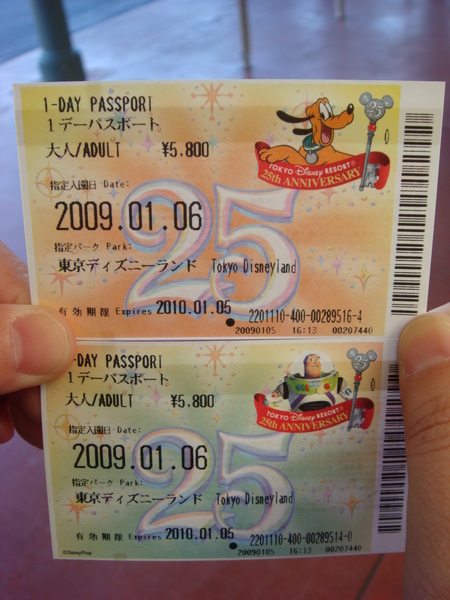 1-DAY PASSPORT
1デーパスポート
大人/ADULT ¥5,800
TOKYO Disney RESORT®
25th ANNIVERSARY
25
指定入園日 Date:
2009.01.06
指定パーク Park:
東京ディズニーランド Tokyo Disneyland
25
有効期限 Expires 2010.01.05
2201110-400-00289516-4
20090105 16:13 00207440
-DAY PASSPORT
1デーパスポート
大人/ADULT ¥5,800
TOKYO Disney RESORT®
25th ANNIVERSARY
指定入園日 Date:
2009.01.06
指定パーク Park:
東京ディズニーランド Tokyo Disneyland
25
有効期限 Expires 2010.01.05
2201110-400-00289514-0
20090105 16:13 00207440